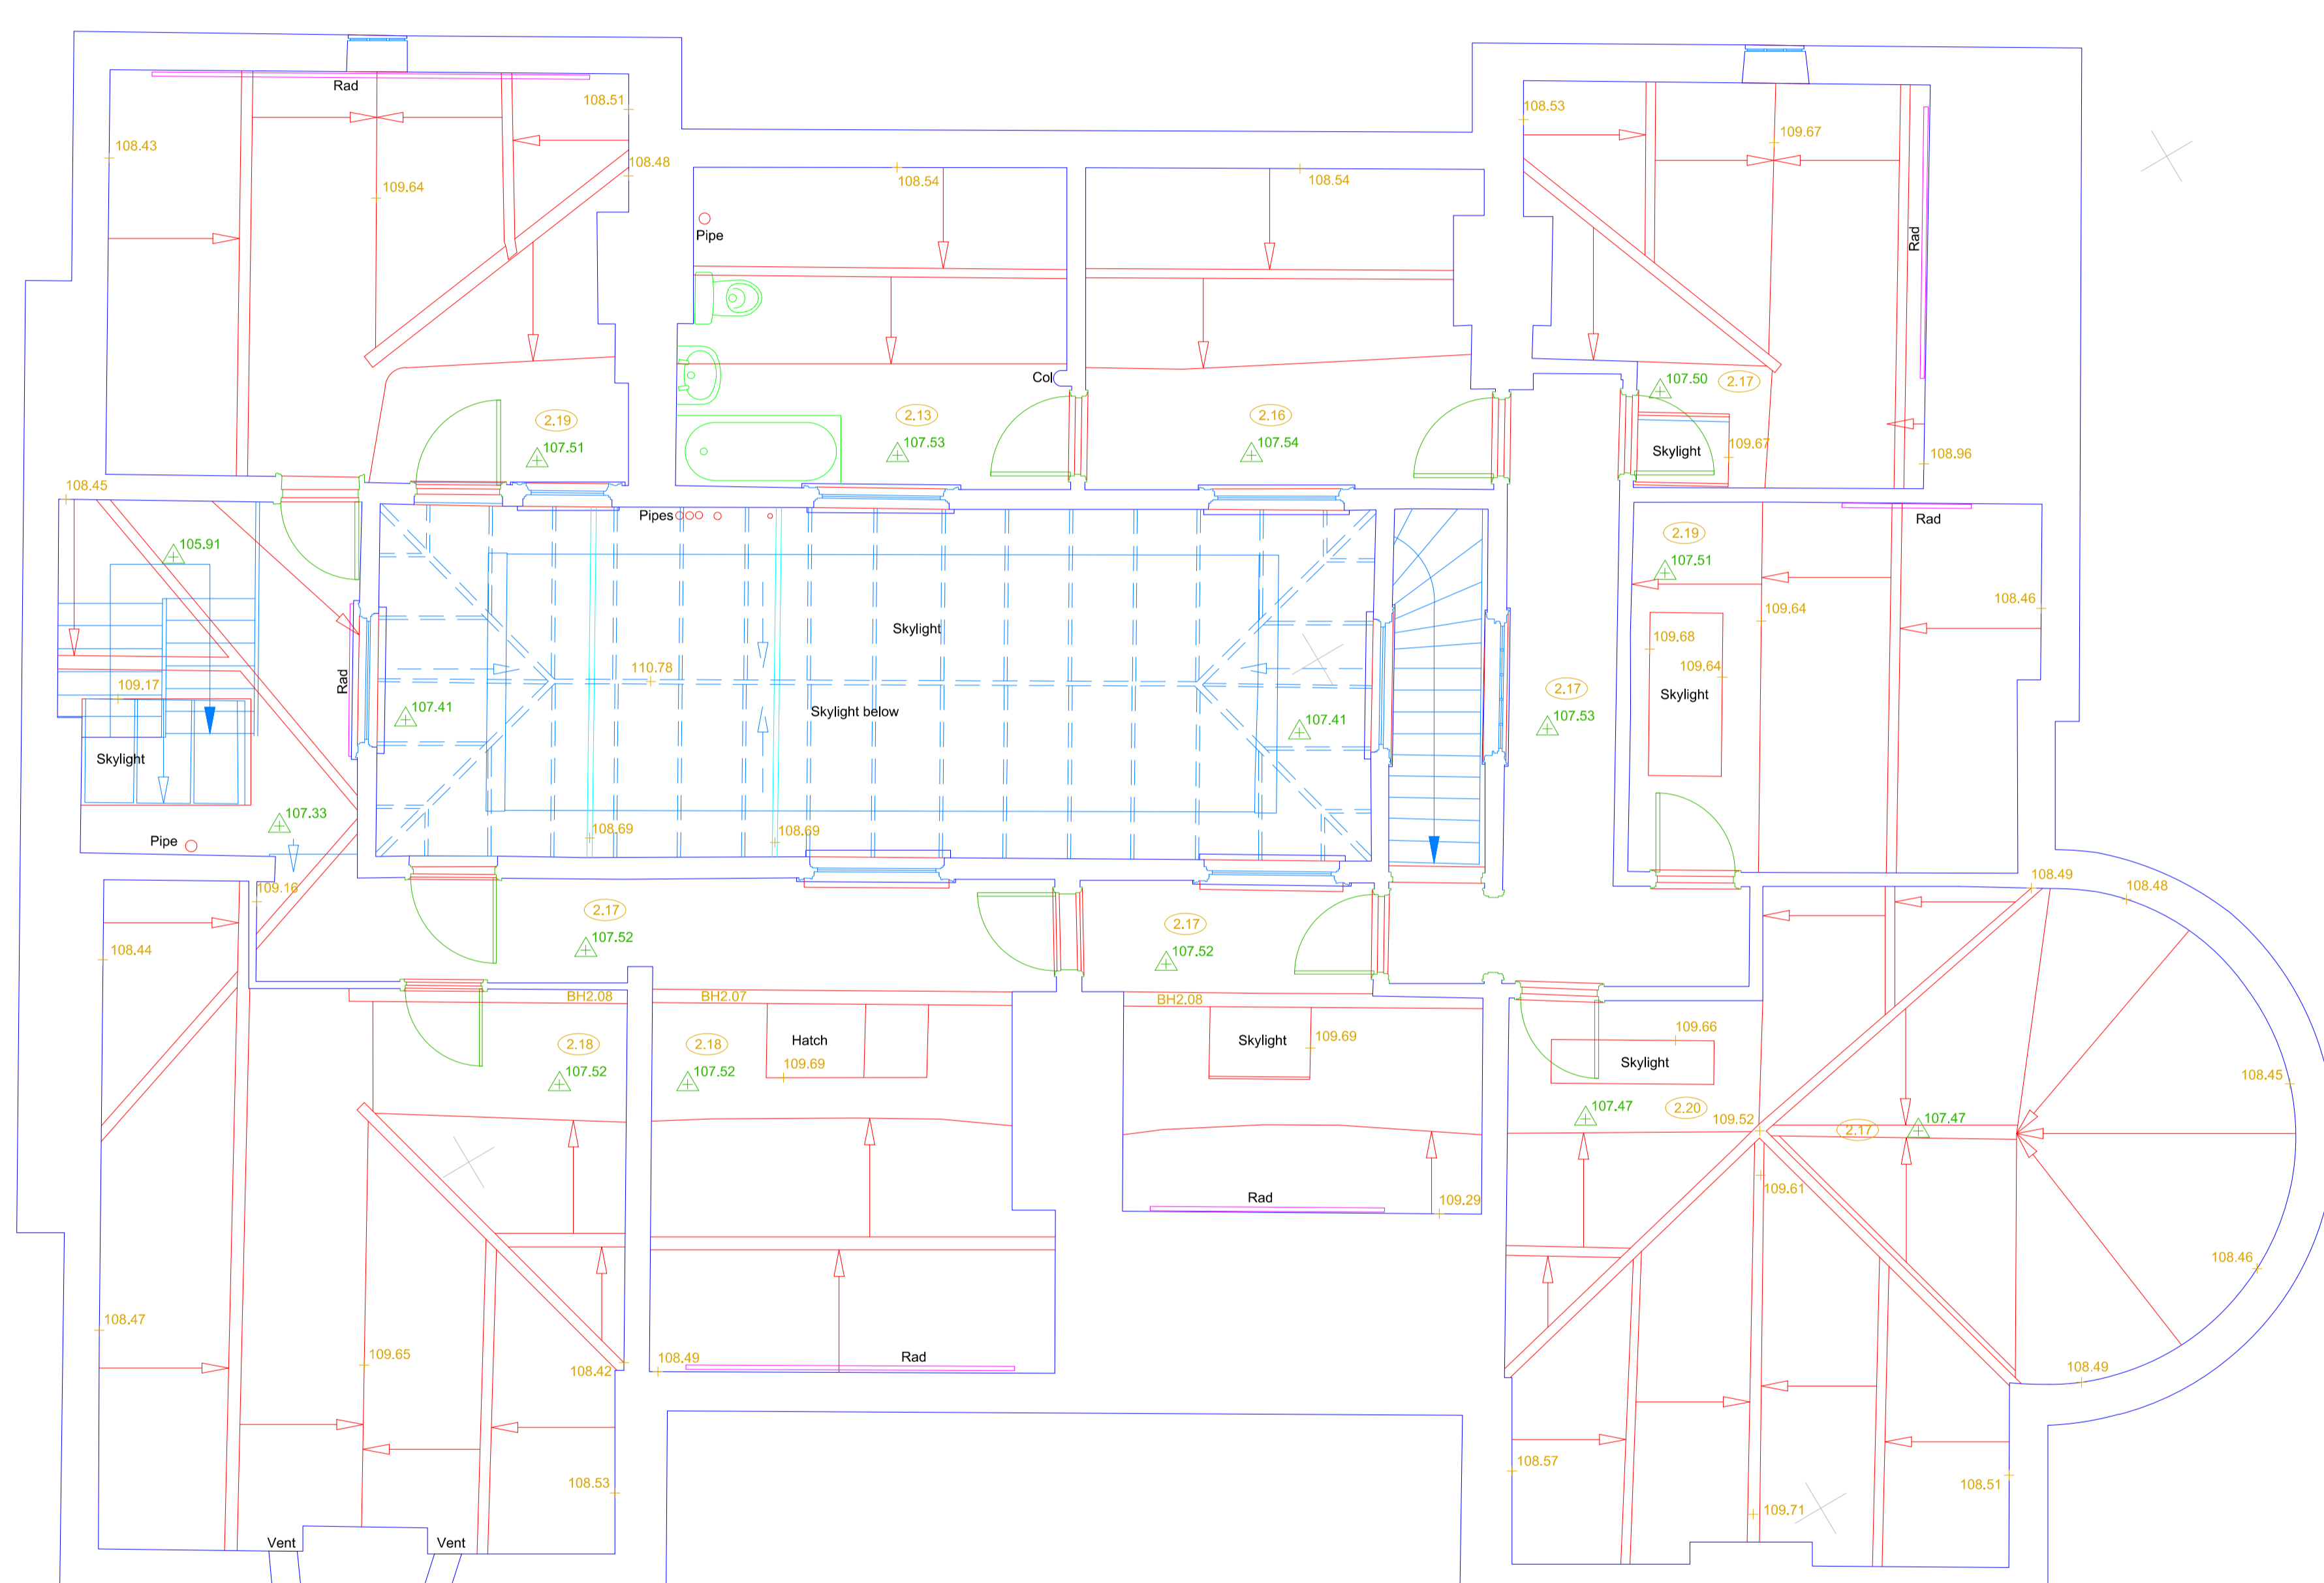 Rad
108.51
108.53
109.67
108.43
108.48
109.64
108.54
108.54
Pipe
Rad
Col
107.50
2.17
2.19
107.51
2.13
107.53
2.16
107.54
Skylight
109.67
108.96
108.45
Pipes
Rad
2.19
105.91
107.51
108.46
109.64
Skylight
109.68
109.64
110.78
Rad
109.17
Skylight
2.17
107.41
Skylight below
107.41
107.53
Skylight
107.33
108.69
108.69
Pipe
109.16
108.49
108.48
2.17
107.52
2.17
107.52
108.44
BH2.08
BH2.07
BH2.08
2.18
107.52
2.18
107.52
Hatch
109.69
Skylight
109.69
109.66
Skylight
108.45
107.47
2.20
109.52
2.17
107.47
109.61
Rad
109.29
108.46
108.47
109.65
108.42
108.49
Rad
108.49
108.53
108.57
108.51
109.71
Vent
Vent